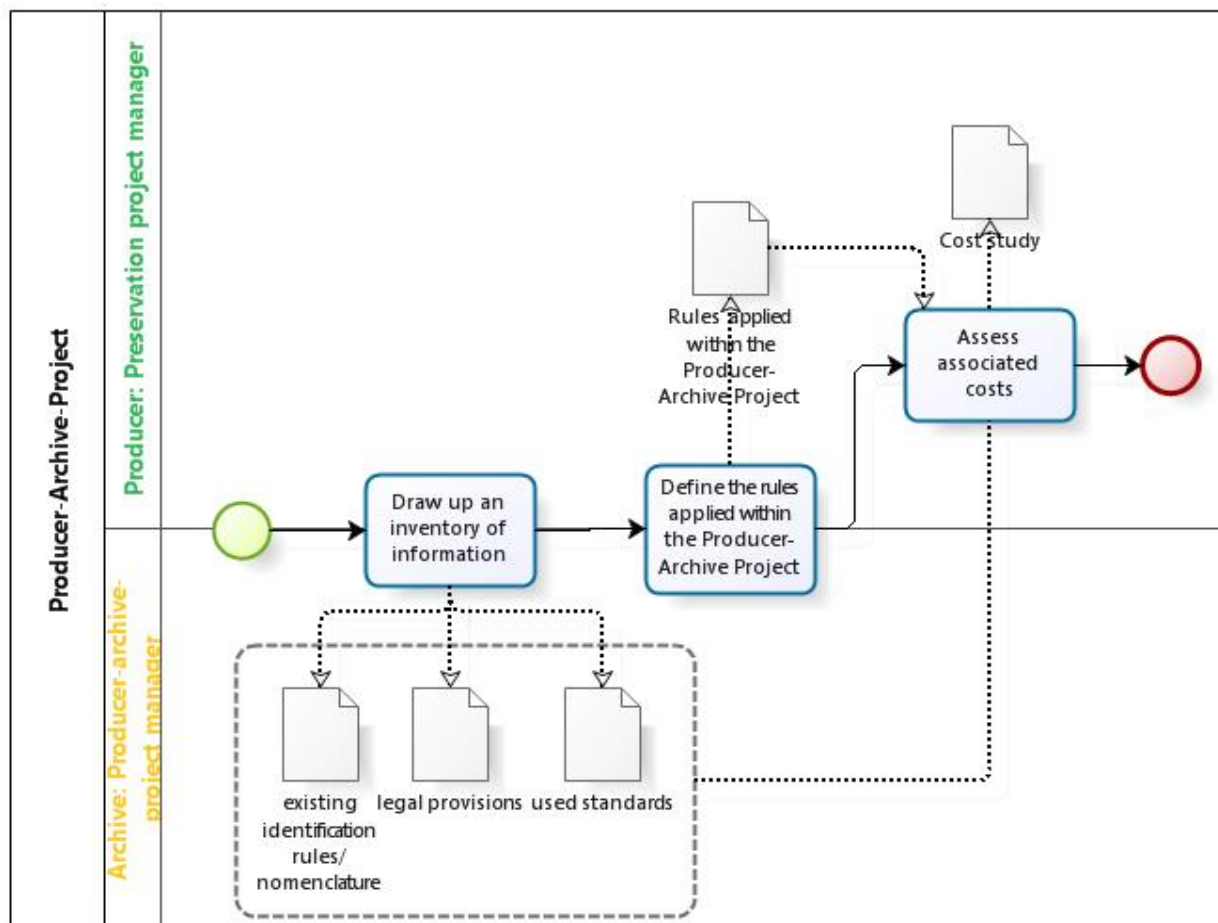 Producer-Archive-Project
Producer: Preservation project manager
Archive: Producer-archive-
project manager
Cost study
Rules applied
within the
Producer-
Archive Project
Assess
associated
costs
Draw up an
inventory of
information
Define the rules
applied within
the Producer-
Archive Project
existing
identification
rules/
nomenclature
legal provisions
used standards